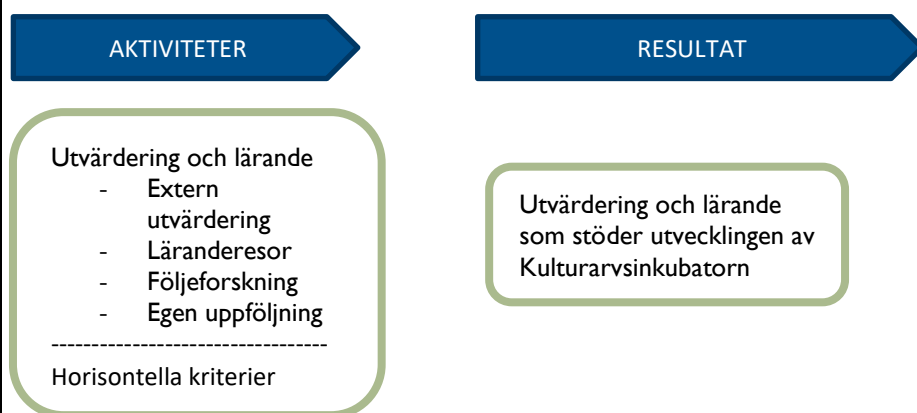 AKTIVITETER
RESULTAT
Utvärdering och lärande
- Extern
utvärdering
- Läranderesor
- Följeforskning
- Egen uppföljning
----------------------------------
Horisontella kriterier
Utvärdering och lärande
som stöder utvecklingen av
Kulturarvsinkubatorn